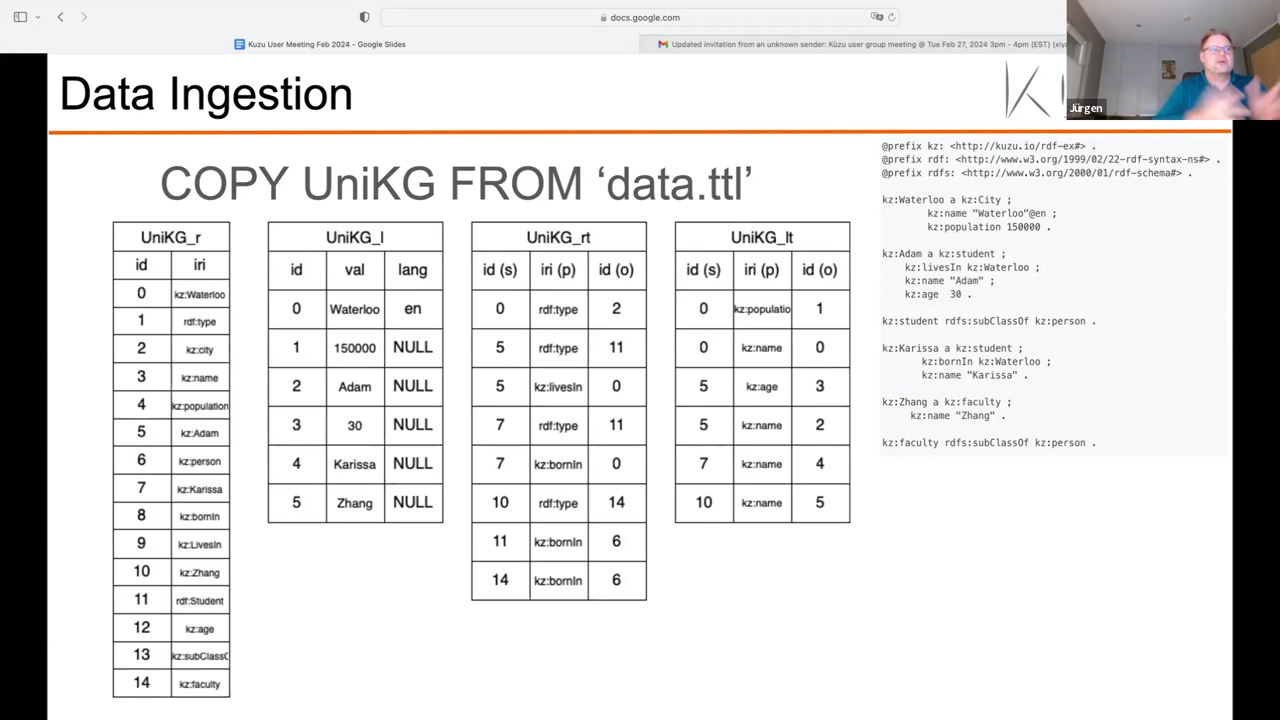 docs.google.com
Kuzu User Meeting Feb 2024 - Google Slides
Updated invitation from an unknown sender: Kùzu user group meeting @ Tue Feb 27, 2024 3pm - 4pm (EST) (xiy
Jürgen
Data Ingestion
COPY UniKG FROM ‘data.ttl’
UniKG_r
id iri
0 kz:Waterloo
1 rdf:type
2 kz:city
3 kz:name
4 kz:population
5 kz:Adam
6 kz:person
7 kz:Karissa
8 kz:bornIn
9 kz:LivesIn
10 kz:Zhang
11 rdf:Student
12 kz:age
13 kz:subClassO
14 kz:faculty
UniKG_l
id val lang
0 Waterloo en
1 150000 NULL
2 Adam NULL
3 30 NULL
4 Karissa NULL
5 Zhang NULL
UniKG_rt
id (s) iri (p) id (o)
0 rdf:type 2
5 rdf:type 11
5 kz:livesIn 0
7 rdf:type 11
7 kz:bornIn 0
10 rdf:type 14
11 kz:bornIn 6
14 kz:bornIn 6
UniKG_lt
id (s) iri (p) id (o)
0 kz:populatio 1
0 kz:name 0
5 kz:age 3
5 kz:name 2
7 kz:name 4
10 kz:name 5
@prefix kz: <http://kuzu.io/rdf-ex#> .
@prefix rdf: <http://www.w3.org/1999/02/22-rdf-syntax-ns#> .
@prefix rdfs: <http://www.w3.org/2000/01/rdf-schema#> .
kz:Waterloo a kz:City ;
kz:name "Waterloo"@en ;
kz:population 150000 .
kz:Adam a kz:student ;
kz:livesIn kz:Waterloo ;
kz:name "Adam" ;
kz:age 30 .
kz:student rdfs:subClassOf kz:person .
kz:Karissa a kz:student ;
kz:bornIn kz:Waterloo ;
kz:name "Karissa" .
kz:Zhang a kz:faculty ;
kz:name "Zhang" .
kz:faculty rdfs:subClassOf kz:person .